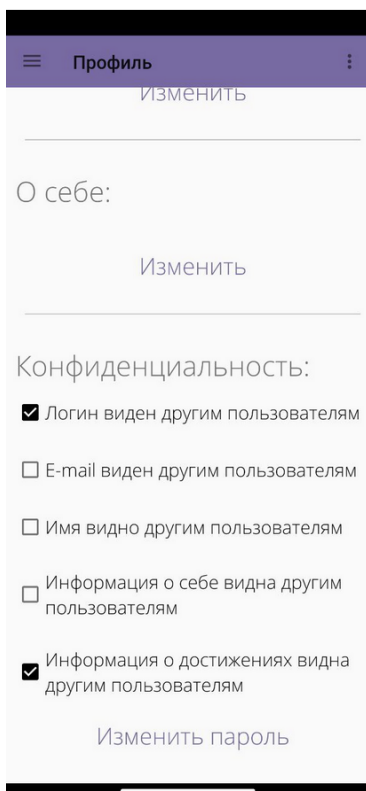 Профиль
Изменить
О себе:
Изменить
Конфиденциальность:
Логин виден другим пользователям
E-mail виден другим пользователям
Имя видно другим пользователям
Информация о себе видна другим
пользователям
Информация о достижениях видна
другим пользователям
Изменить пароль